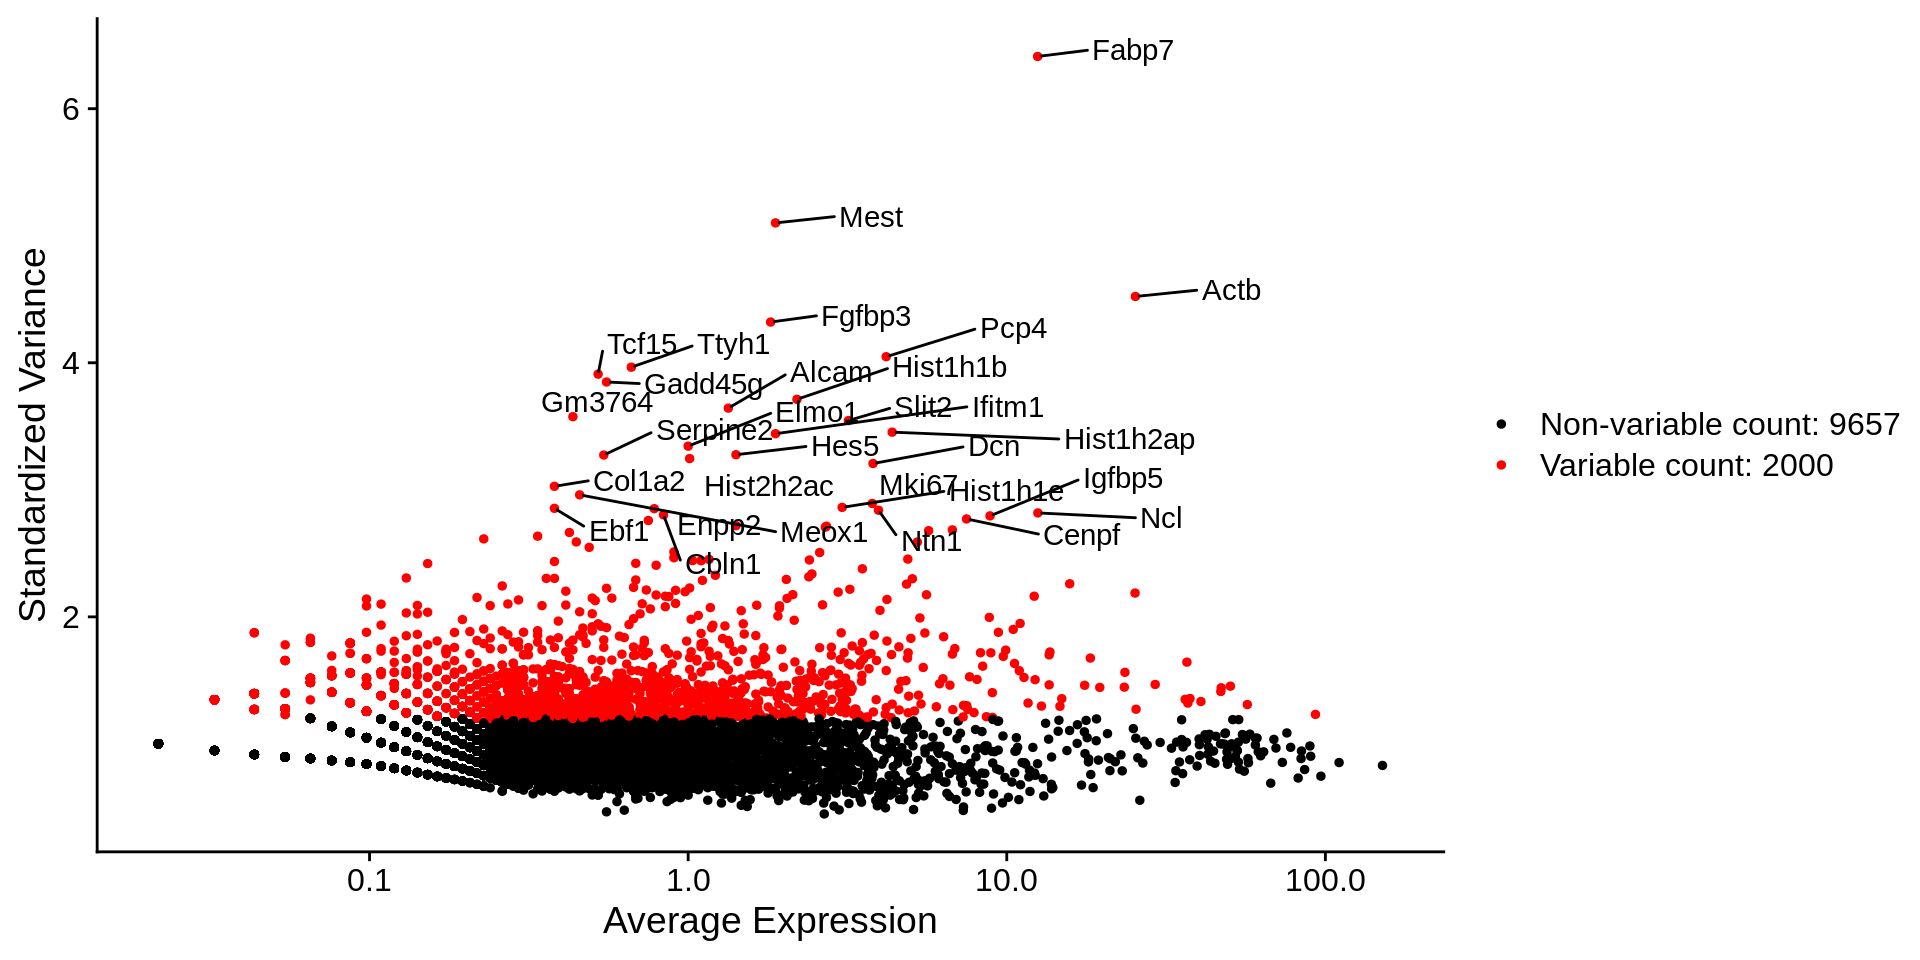 Fabp7
6
Mest
Actb
Fgfbp3
Pcp4
Tcf15
Ttyh1
4
Alcam
Hist1h1b
Gadd45g
Gm3764
Elmo1
Slit2
Ifitm1
Serpine2
Hes5
Dcn
Hist1h2ap
Col1a2
Hist2h2ac
Mki67
Hist1h1e
Igfbp5
Ebf1
Enpp2
Meox1
Ntn1
Cenpf
Ncl
Cbln1
2
Standardized Variance
Non-variable count: 9657
Variable count: 2000
0.1
1.0
10.0
100.0
Average Expression